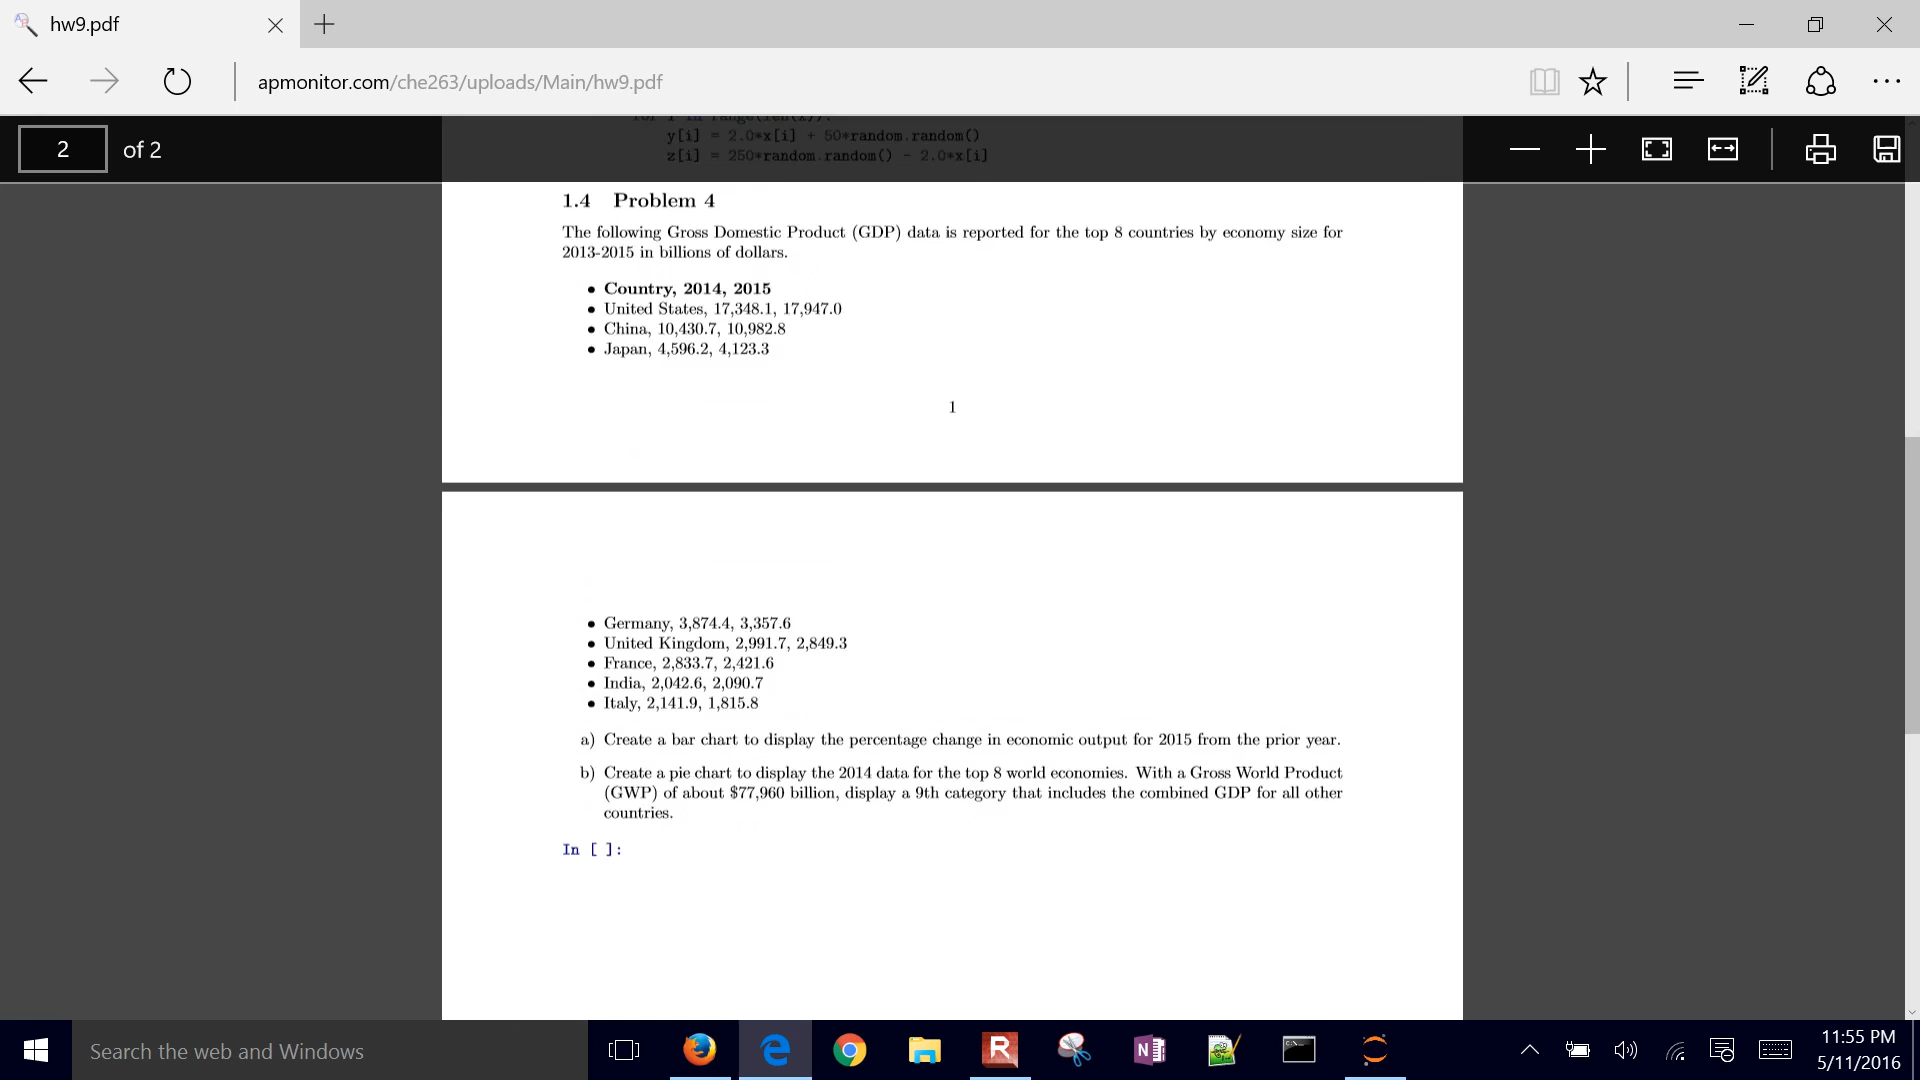 hw9.pdf
apmonitor.com/che263/uploads/Main/hw9.pdf
2 of 2
for i in range(len(x)):
y[i] = 2.0*x[i] + 50*random.random()
z[i] = 250*random.random() - 2.0*x[i]
1.4 Problem 4
The following Gross Domestic Product (GDP) data is reported for the top 8 countries by economy size for
2013-2015 in billions of dollars.
• Country, 2014, 2015
• United States, 17,348.1, 17,947.0
• China, 10,430.7, 10,982.8
• Japan, 4,596.2, 4,123.3
1
• Germany, 3,874.4, 3,357.6
• United Kingdom, 2,991.7, 2,849.3
• France, 2,833.7, 2,421.6
• India, 2,042.6, 2,090.7
• Italy, 2,141.9, 1,815.8
a) Create a bar chart to display the percentage change in economic output for 2015 from the prior year.
b) Create a pie chart to display the 2014 data for the top 8 world economies. With a Gross World Product
(GWP) of about $77,960 billion, display a 9th category that includes the combined GDP for all other
countries.
In [ ]:
Search the web and Windows
11:55 PM
5/11/2016